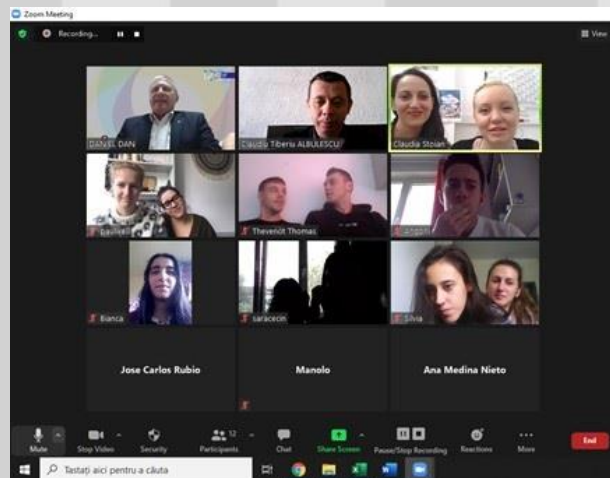 Zoom Meeting
Recording...
View
DANIEL DAN
Claudiu Tiberiu ALBULESCU
Claudia Stoian
Thevenot Thomas
Bianca
saracecin
Silvia
Jose Carlos Rubio
Manolo
Ana Medina Nieto
Mute
Stop Video
Security
Participants
12
Chat
Share Screen
Pause/Stop Recording
Reactions
More
End
Tastați aici pentru a căuta